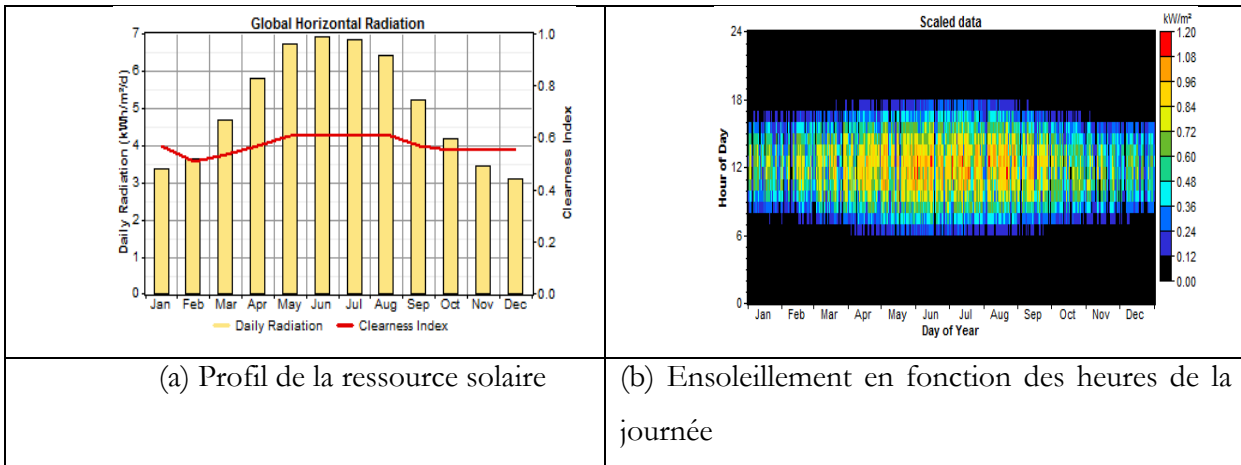 Global Horizontal Radiation
7
6
5
4
3
2
1
0
Daily Radiation (kWh/m²/d)
1.0
0.8
0.6
0.4
0.2
0.0
Clearness Index
Jan Feb Mar Apr May Jun Jul Aug Sep Oct Nov Dec
Daily Radiation Clearness Index
Scaled data
24
18
12
6
0
Hour of Day
Jan Feb Mar Apr May Jun Jul Aug Sep Oct Nov Dec
Day of Year
kW/m²
1.20
1.08
0.96
0.84
0.72
0.60
0.48
0.36
0.24
0.12
0.00
(a) Profil de la ressource solaire
(b) Ensoleillement en fonction des heures de la
journée